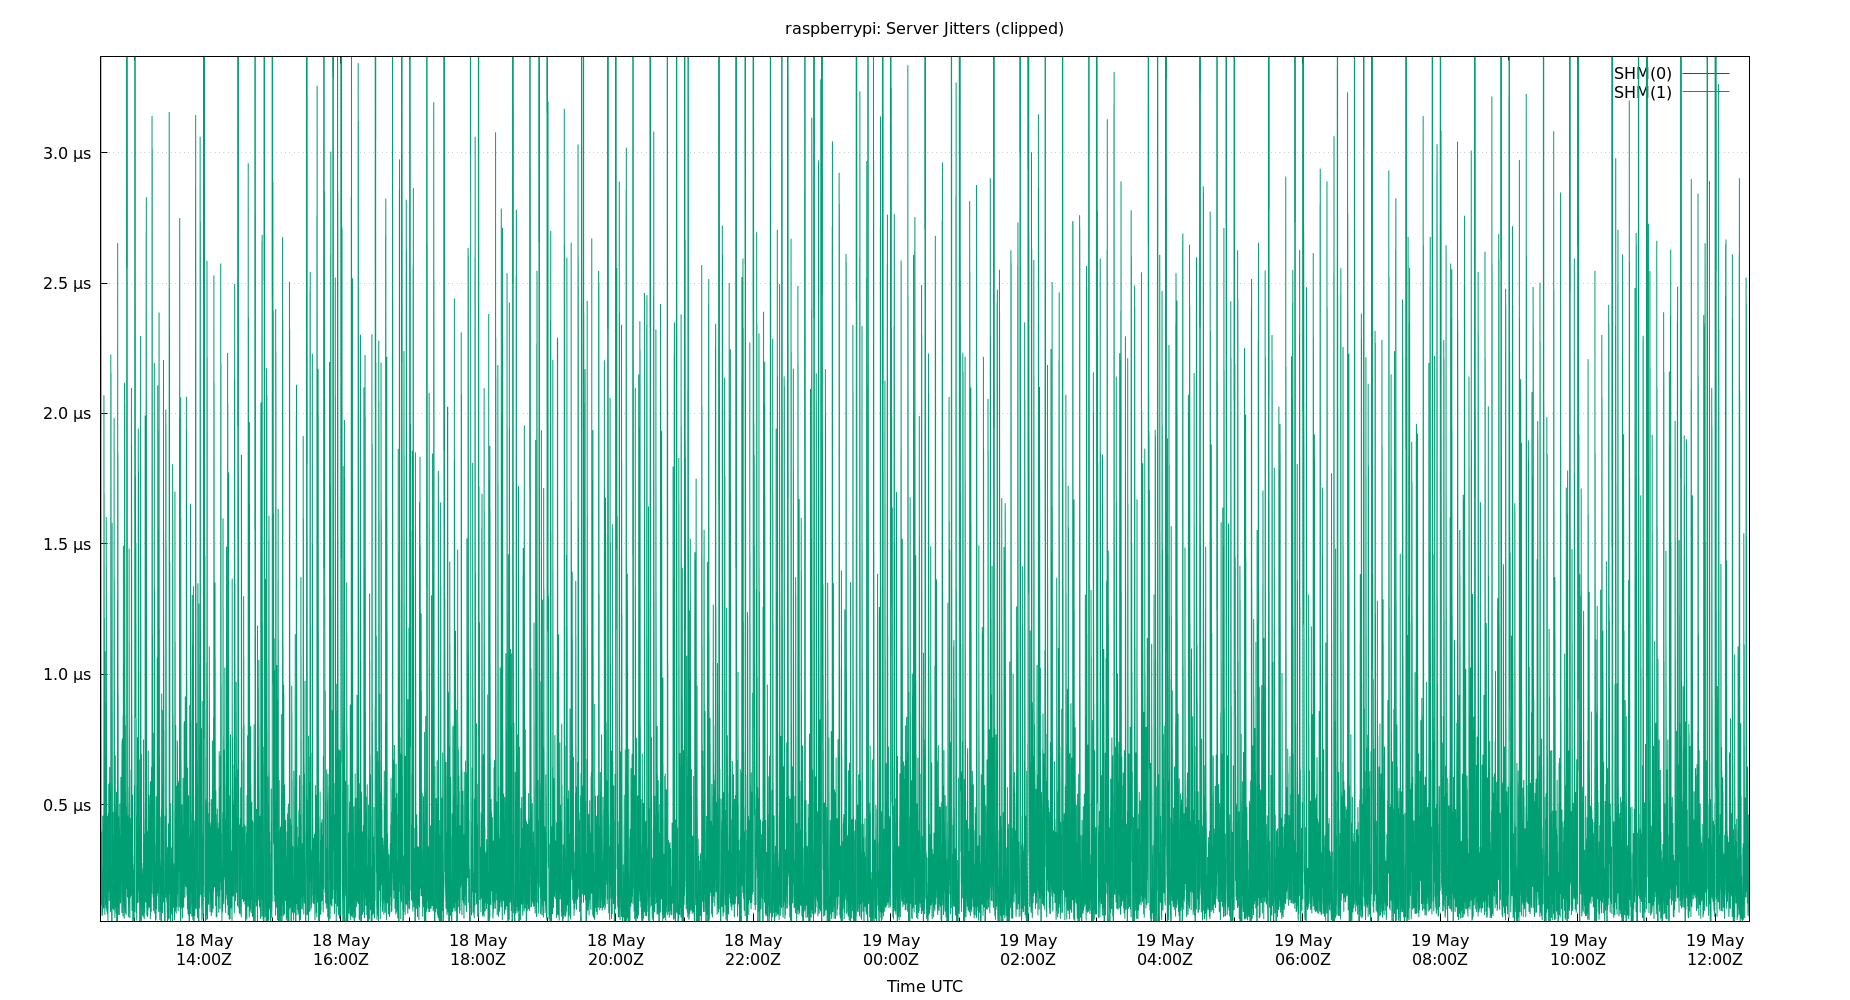 raspberrypi: Server Jitters (clipped)
SHM(0)
SHM(1)
3.0 µs
2.5 µs
2.0 µs
1.5 µs
1.0 µs
0.5 µs
18 May 18 May 18 May 18 May 18 May 19 May 19 May 19 May 19 May 19 May 19 May 19 May
14:00Z 16:00Z 18:00Z 20:00Z 22:00Z 00:00Z 02:00Z 04:00Z 06:00Z 08:00Z 10:00Z 12:00Z
Time UTC